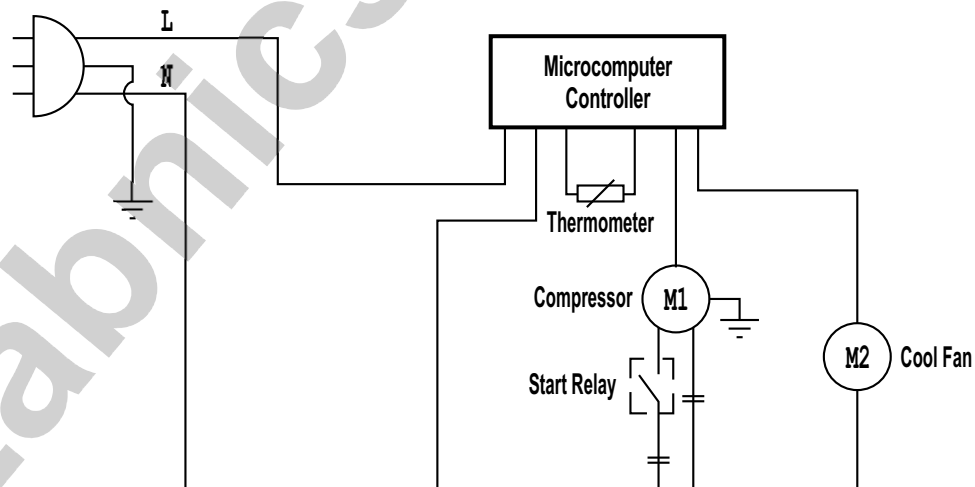 L
N
Microcomputer
Controller
Thermometer
Compressor
M1
Start Relay
M2
Cool Fan